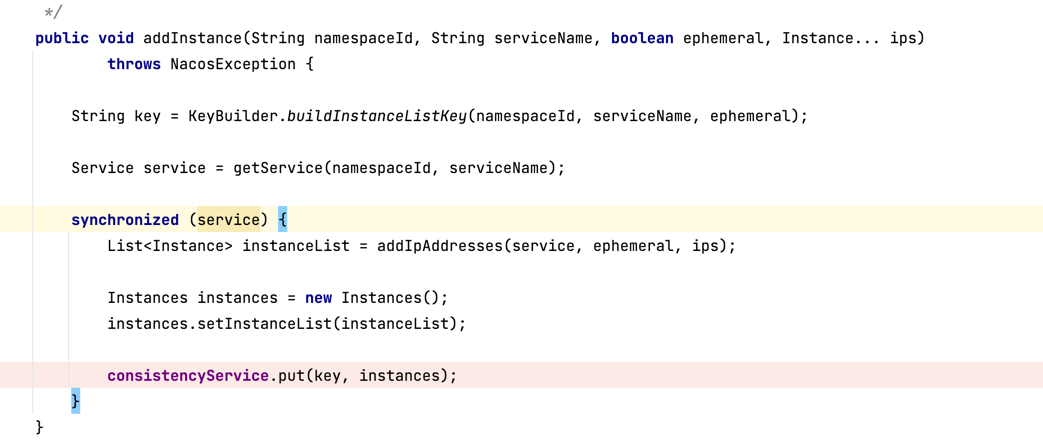 */
public void addInstance(String namespaceId, String serviceName, boolean ephemeral, Instance... ips)
throws NacosException {
String key = KeyBuilder.buildInstanceListKey(namespaceId, serviceName, ephemeral);
Service service = getService(namespaceId, serviceName);
synchronized (service) {
List<Instance> instanceList = addIpAddresses(service, ephemeral, ips);
Instances instances = new Instances();
instances.setInstanceList(instanceList);
consistencyService.put(key, instances);
}
}